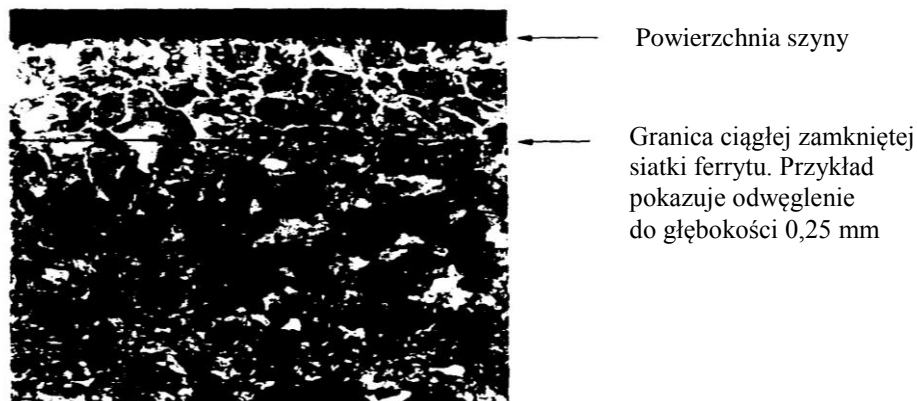 Powierzchnia szyny
Granica ciągłej zamkniętej
siatki ferrytu. Przykład
pokazuje odwęglenie
do głębokości 0,25 mm